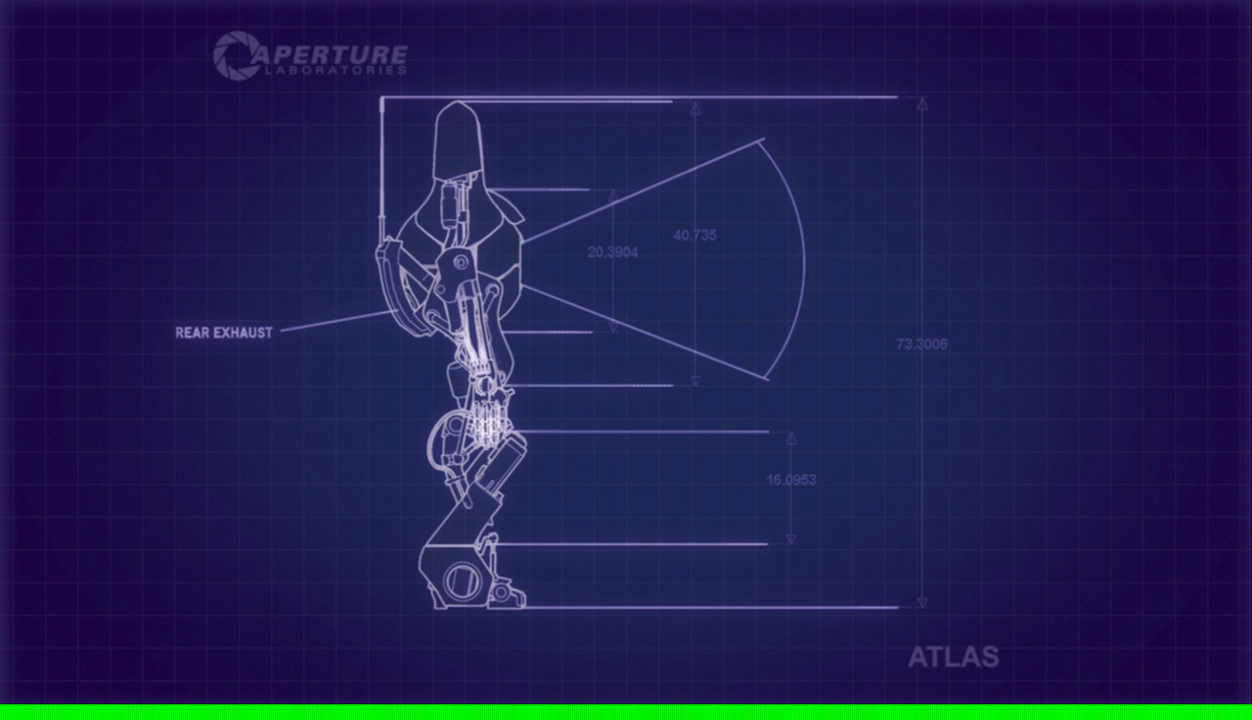 APERTURE
LABORATORIES
40.735
20.3904
REAR EXHAUST
73.3006
16.0953
ATLAS